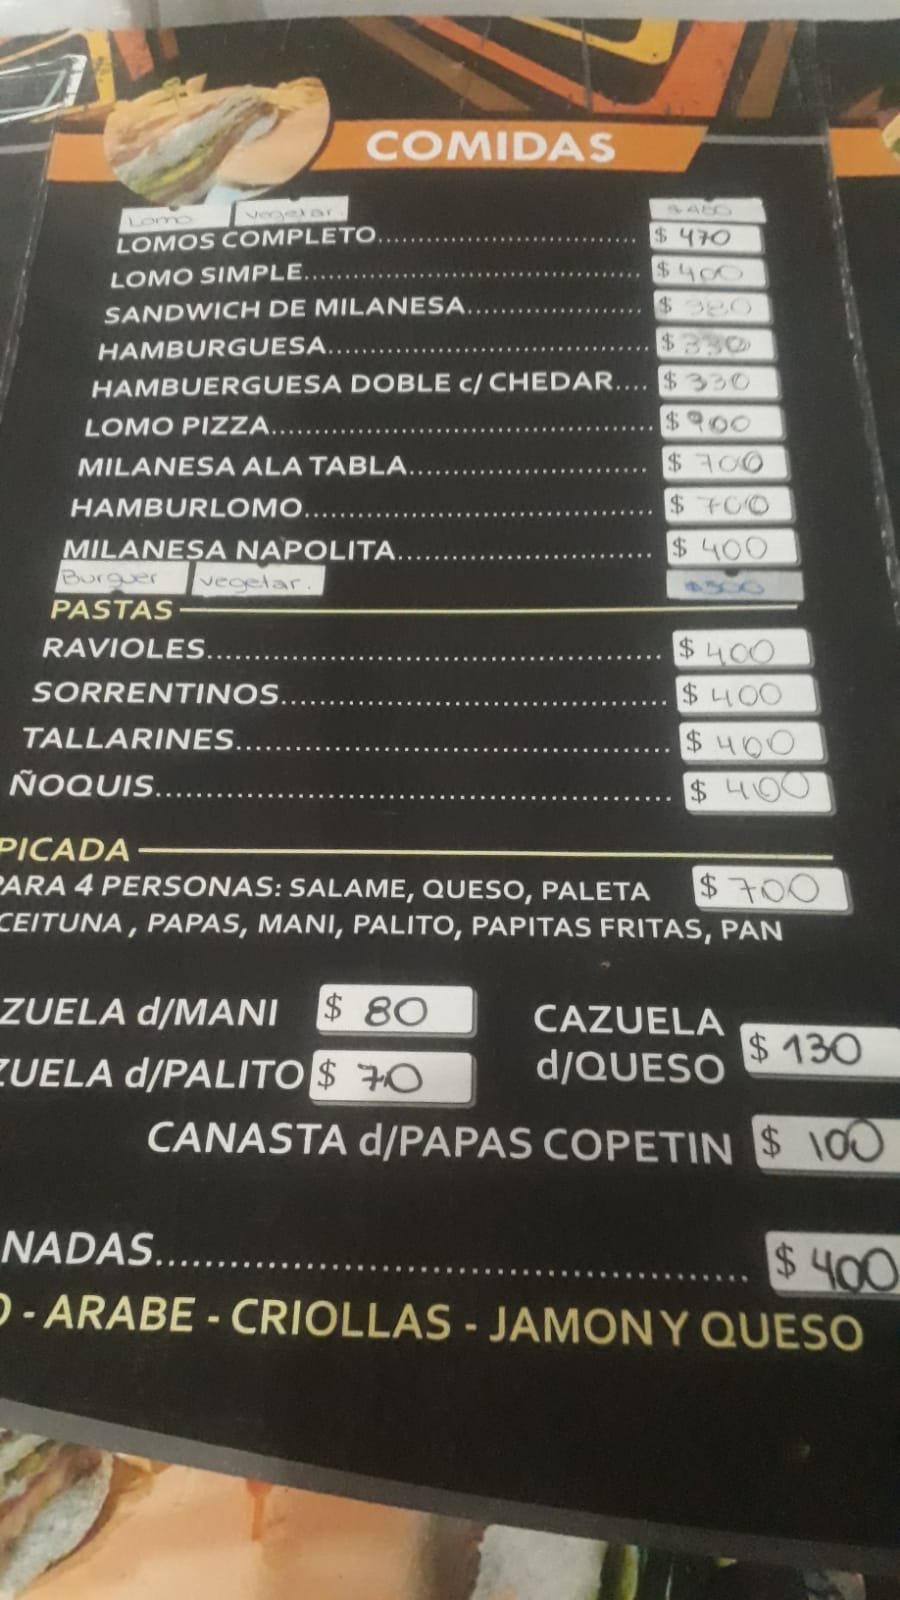 COMIDAS
Lomo vegetar. $480
LOMOS COMPLETO.......... $ 470
LOMO SIMPLE.......... $ 400
SANDWICH DE MILANESA.......... $ 380
HAMBURGUESA.......... $ 330
HAMBUERGUESA DOBLE c/ CHEDAR.... $ 330
LOMO PIZZA.......... $ 900
MILANESA ALA TABLA.......... $ 700
HAMBURLOMO.......... $ 700
MILANESA NAPOLITA.......... $ 400
Burguer vegetar. $300
PASTAS
RAVIOLES.......... $ 400
SORRENTINOS.......... $ 400
TALLARINES.......... $ 400
ÑOQUIS.......... $ 400
PICADA
PARA 4 PERSONAS: SALAME, QUESO, PALETA $ 700
CEITUNA , PAPAS, MANI, PALITO, PAPITAS FRITAS, PAN
ZUELA d/MANI $ 80
CAZUELA d/QUESO $ 130
ZUELA d/PALITO $ 70
CANASTA d/PAPAS COPETIN $ 100
NADAS.......... $ 400
O - ARABE - CRIOLLAS - JAMON Y QUESO